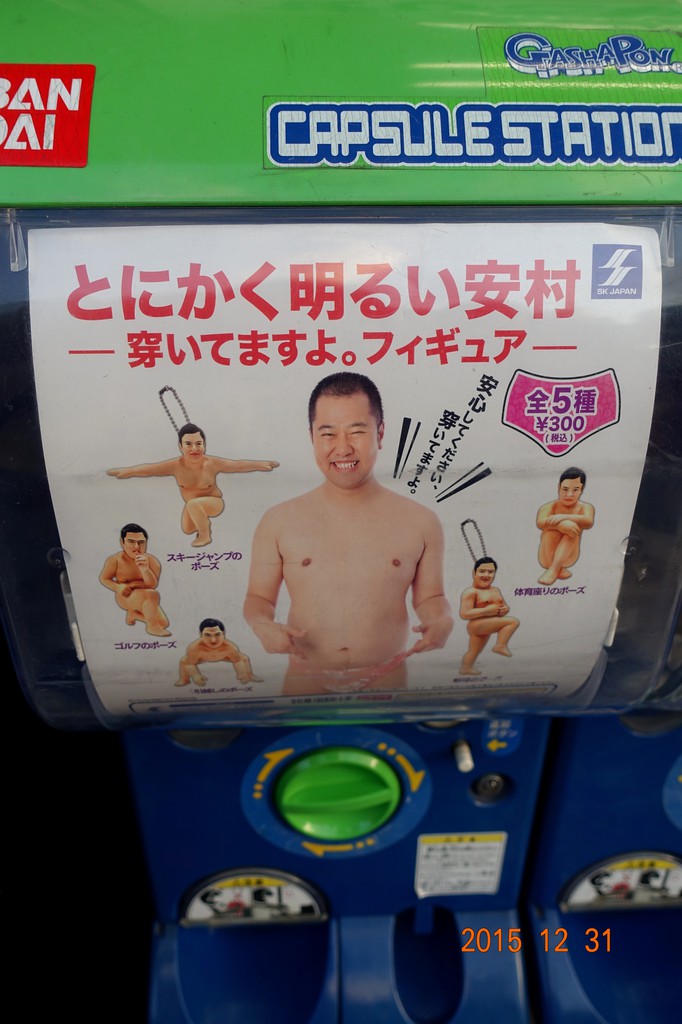 BAN
DAI
GASHAPON
CAPSULE STATION
とにかく明るい安村
SK JAPAN
— 穿いてますよ。フィギュア —
安心してください、
穿いてますよ。
全5種
¥300
(税込)
スキージャンプの
ポーズ
体育座りのポーズ
ゴルフのポーズ
2015 12 31